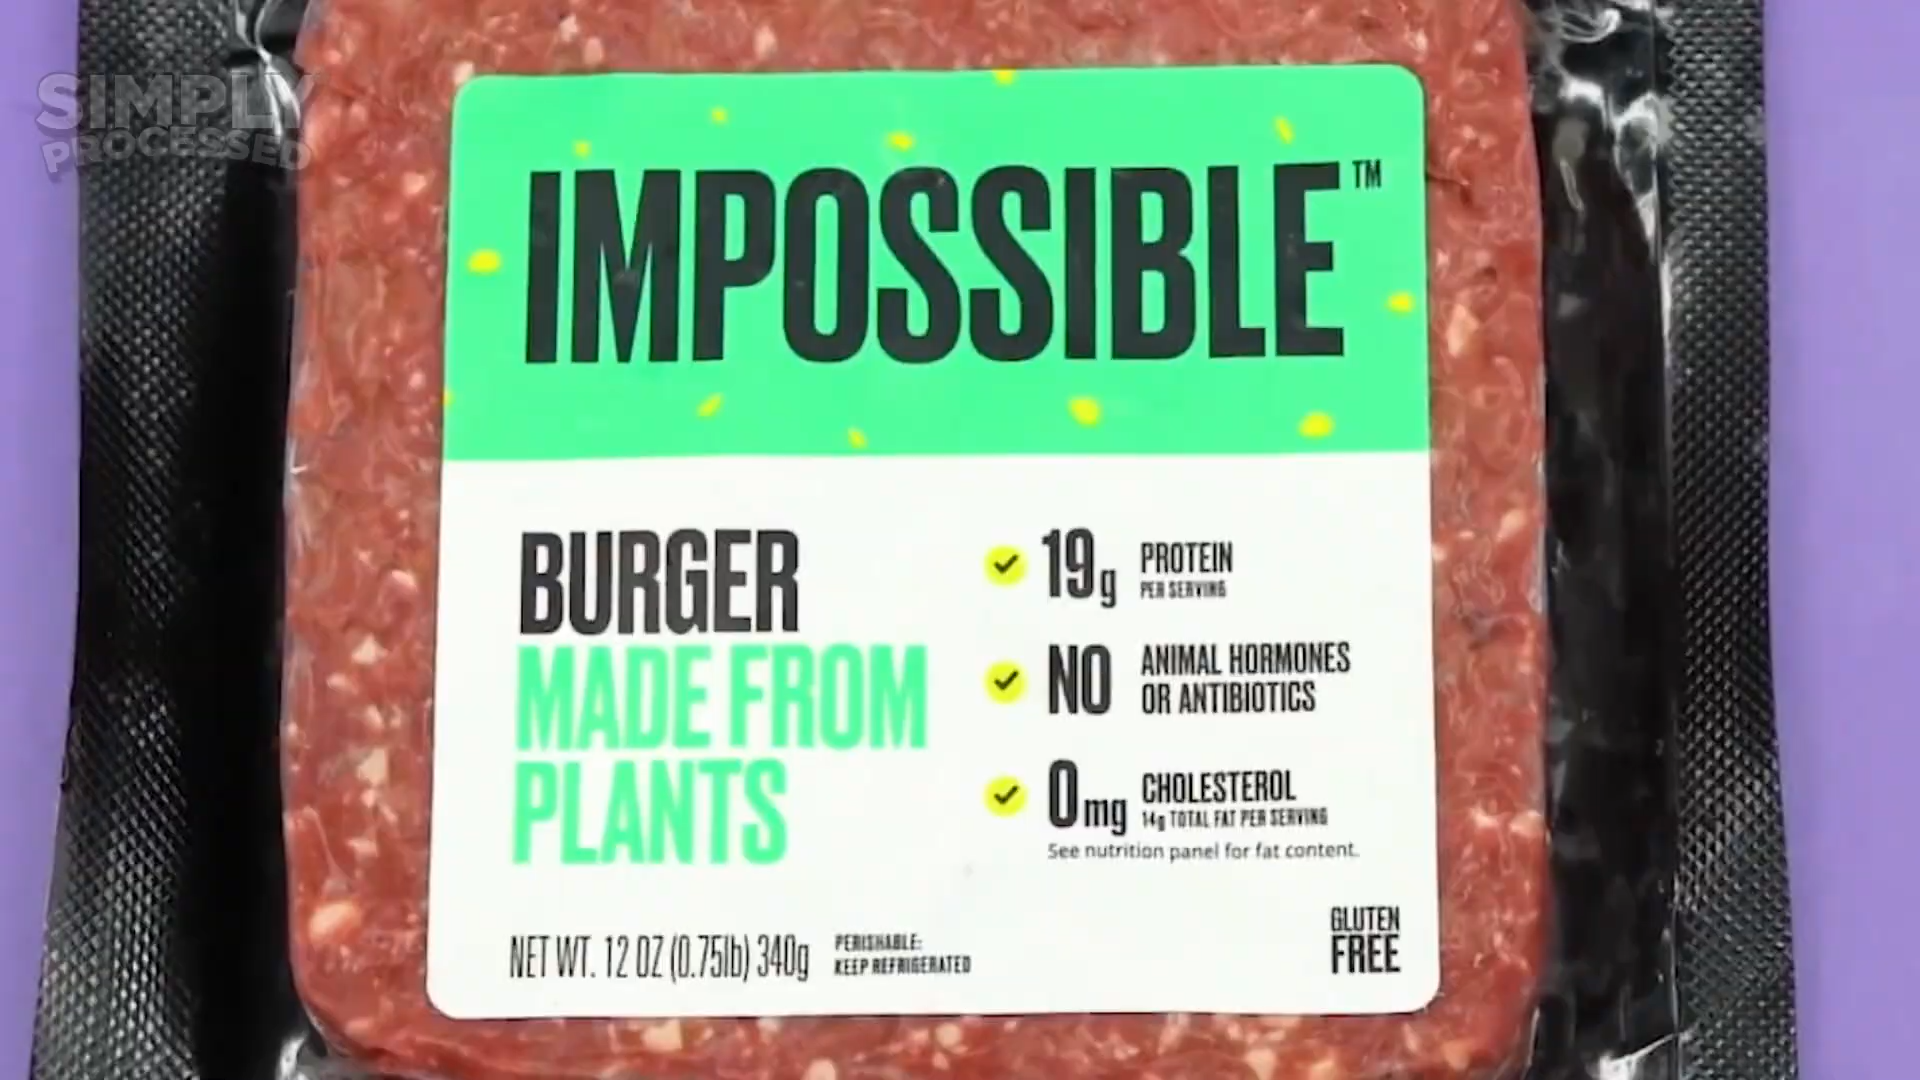 SIMPLY
PROCESSED
IMPOSSIBLE™
BURGER
MADE FROM
PLANTS
19g PROTEIN
PER SERVING
NO ANIMAL HORMONES
OR ANTIBIOTICS
0mg CHOLESTEROL
14g TOTAL FAT PER SERVING
See nutrition panel for fat content.
NET WT. 12 OZ (0.75lb) 340g
PERISHABLE:
KEEP REFRIGERATED
GLUTEN
FREE